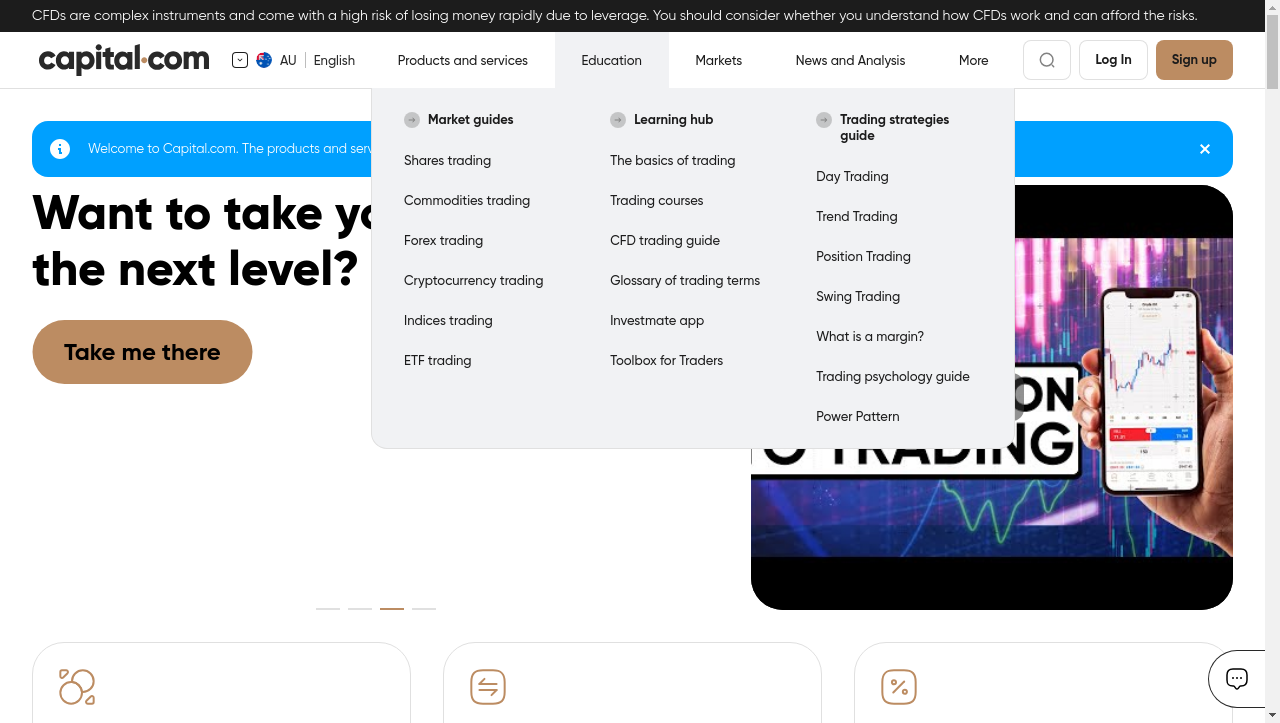 CFDs are complex instruments and come with a high risk of losing money rapidly due to leverage. You should consider whether you understand how CFDs work and can afford the risks.
capital.com AU English Products and services Education Markets News and Analysis More Log In Sign up
Market guides
Shares trading
Commodities trading
Forex trading
Cryptocurrency trading
Indices trading
ETF trading
Learning hub
The basics of trading
Trading courses
CFD trading guide
Glossary of trading terms
Investmate app
Toolbox for Traders
Trading strategies
guide
Day Trading
Trend Trading
Position Trading
Swing Trading
What is a margin?
Trading psychology guide
Power Pattern
Welcome to Capital.com. The products and serv
Want to take yo
the next level?
Take me there
ON
TRADING